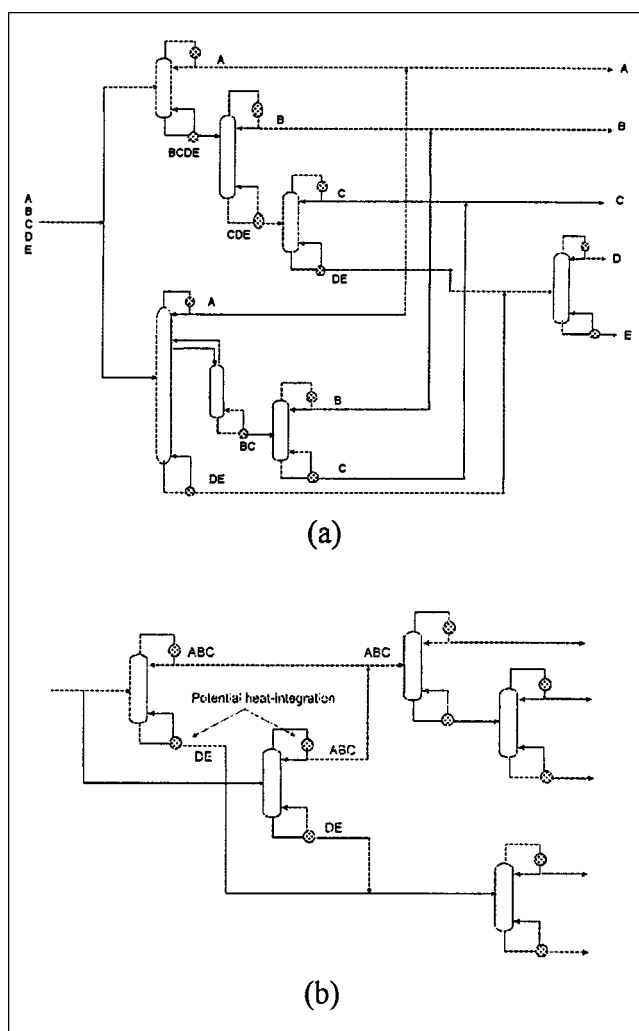 A
A
B
B
BCDE
C
C
A
B
C
D
E
CDE
D
DE
A
E
B
BC
C
DE
(a)
ABC
ABC
Potential heat-integration
ABC
DE
DE
(b)